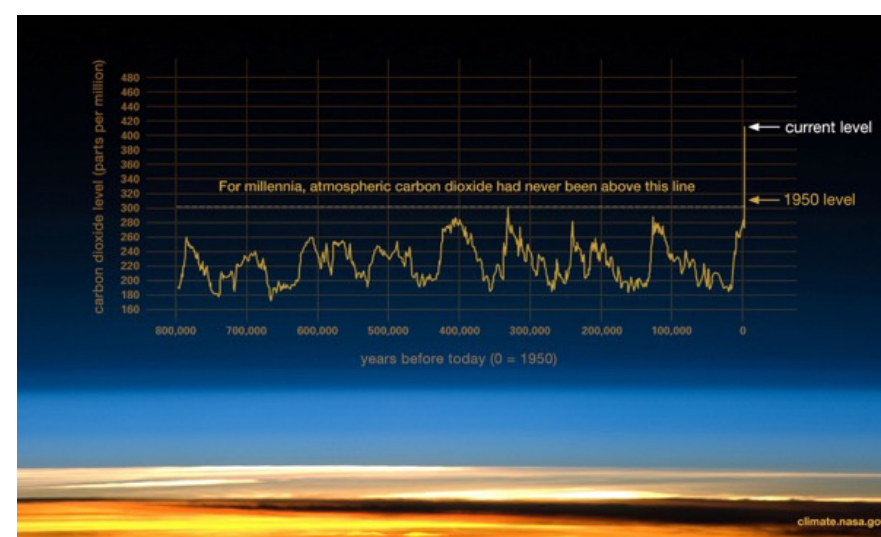 carbon dioxide level (parts per million)
480
460
440
420
400
380
360
340
320
300
280
260
240
220
200
180
160
For millennia, atmospheric carbon dioxide had never been above this line
current level
1950 level
800,000 700,000 600,000 500,000 400,000 300,000 200,000 100,000 0
years before today (0 = 1950)
climate.nasa.go